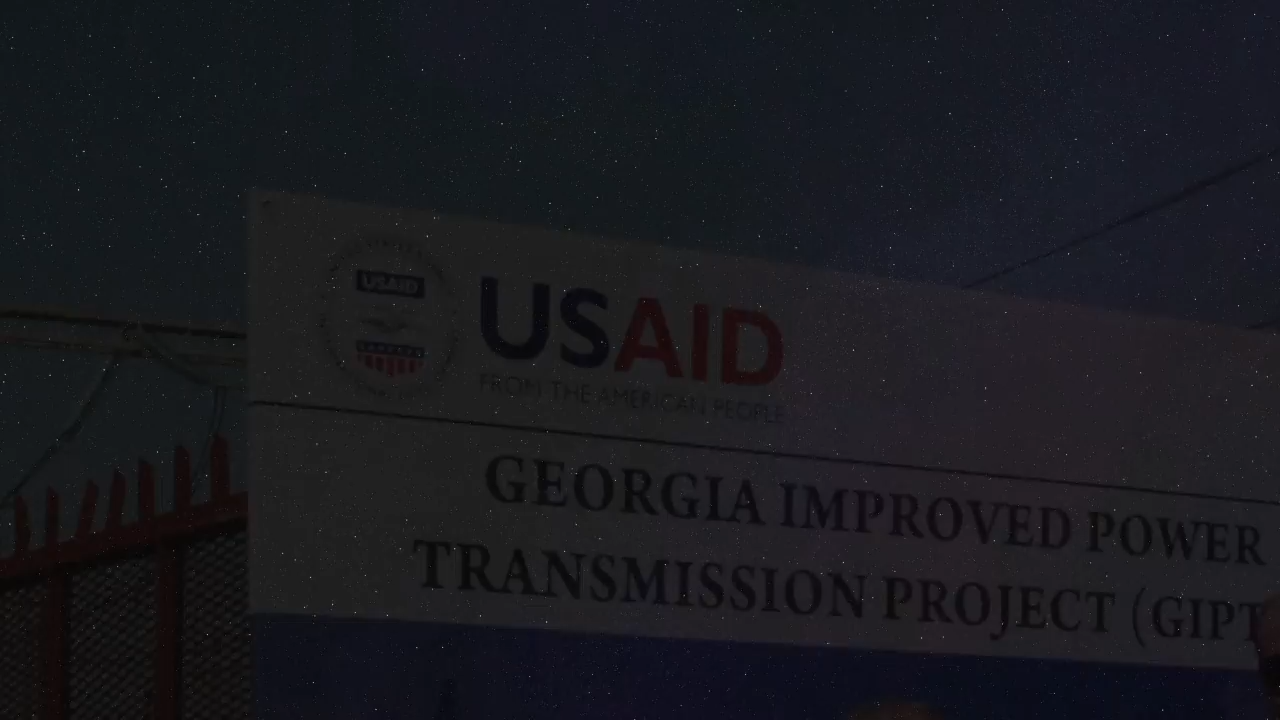 USAID
USAID
FROM THE AMERICAN PEOPLE
GEORGIA IMPROVED POWER
TRANSMISSION PROJECT (GIPT